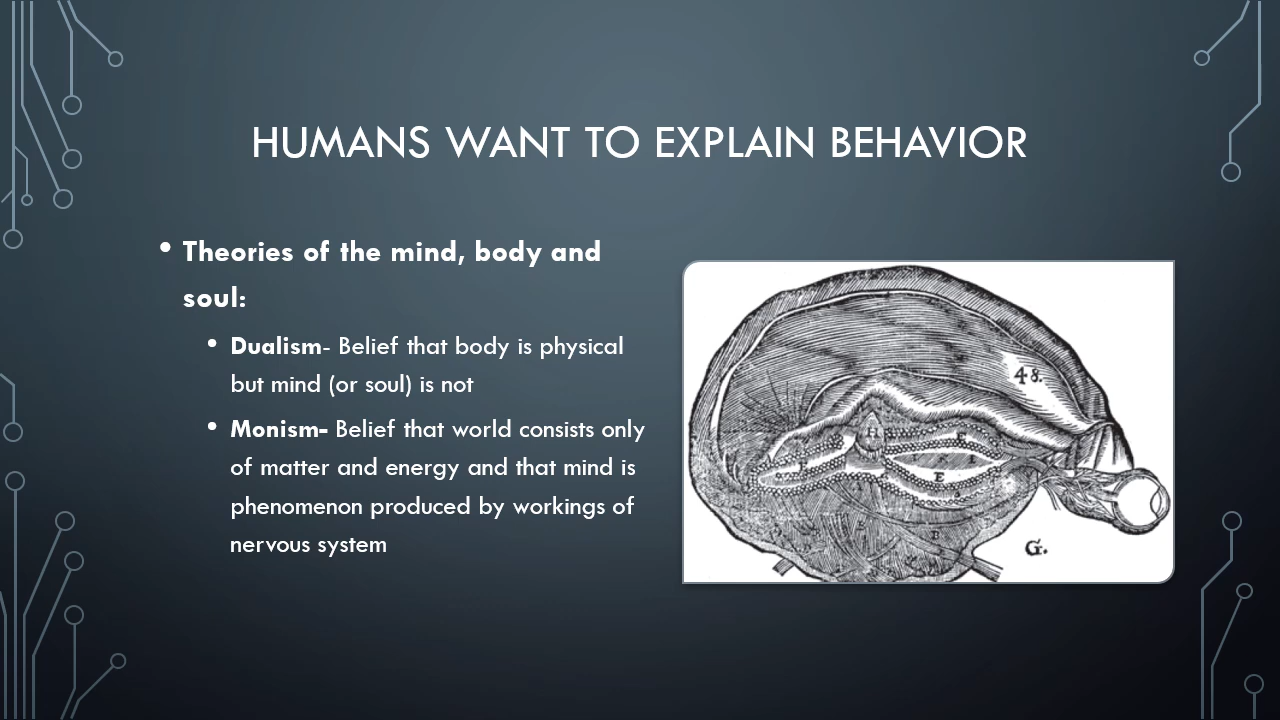 HUMANS WANT TO EXPLAIN BEHAVIOR
• Theories of the mind, body and
soul:
• Dualism- Belief that body is physical
but mind (or soul) is not
• Monism- Belief that world consists only
of matter and energy and that mind is
phenomenon produced by workings of
nervous system
48.
H
F
E
G.